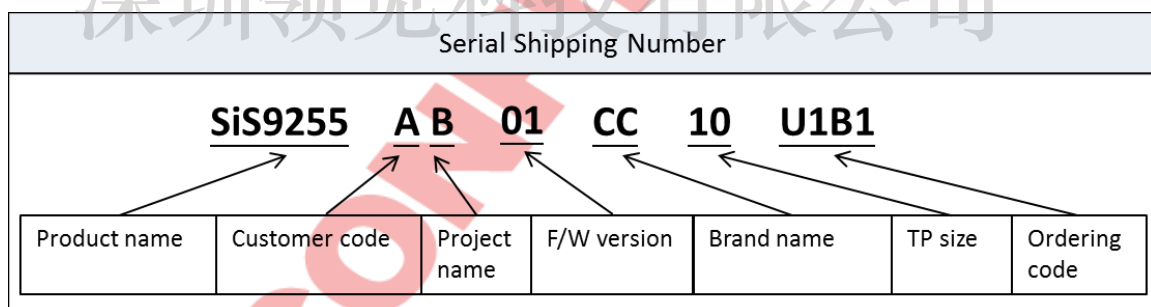 深圳领见科技有限公司
Serial Shipping Number
SiS9255 A B 01 CC 10 U1B1
Product name Customer code Project name F/W version Brand name TP size Ordering code